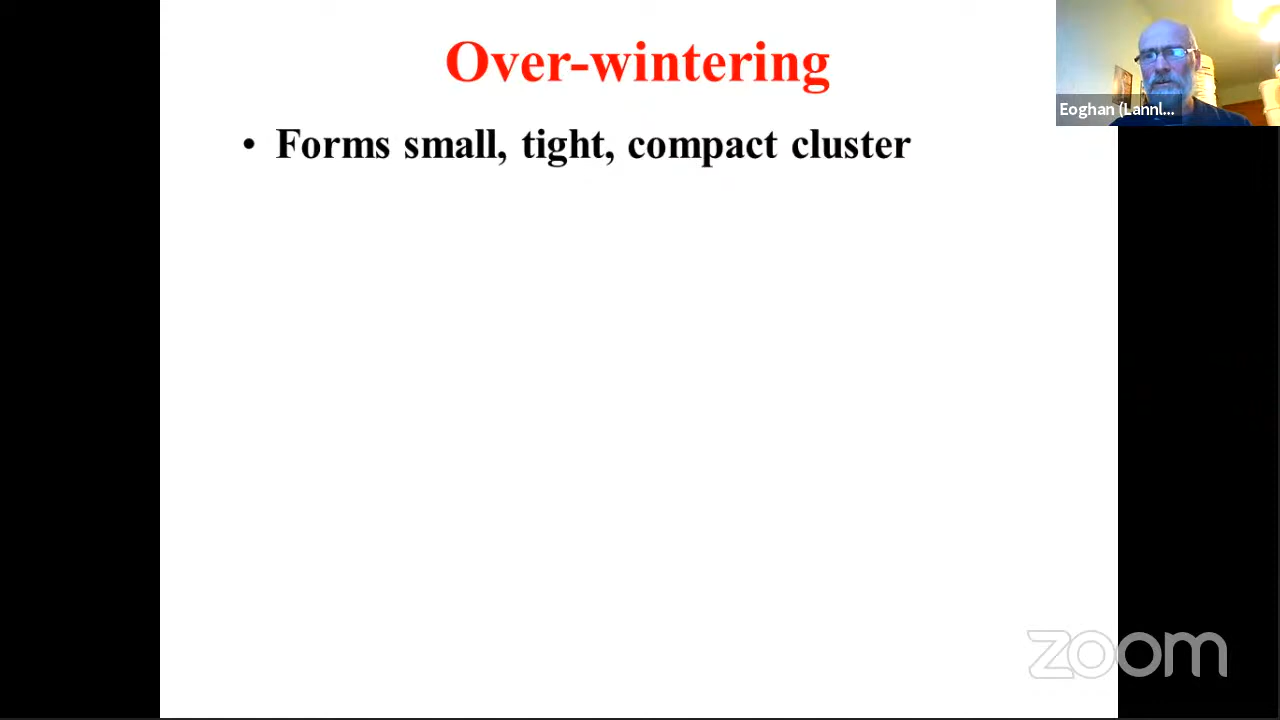 Over-wintering
• Forms small, tight, compact cluster
Eoghan (Lannl...
zoom